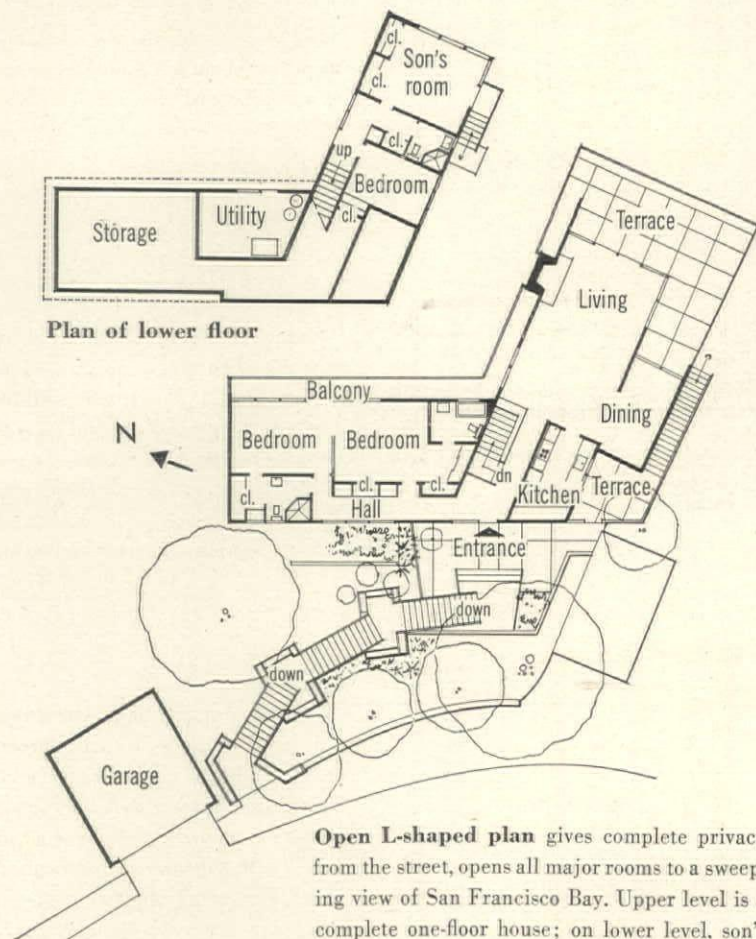 cl.
Son's
room
cl.
cl.
up
Bedroom
cl.
Utility
Storage
Plan of lower floor
Terrace
Living
Balcony
Dining
N
Bedroom Bedroom
dn
cl. cl. cl.
Kitchen Terrace
Hall
Entrance
down
down
Garage
Open L-shaped plan gives complete privac
from the street, opens all major rooms to a sweep
ing view of San Francisco Bay. Upper level is
complete one-floor house; on lower level, son'